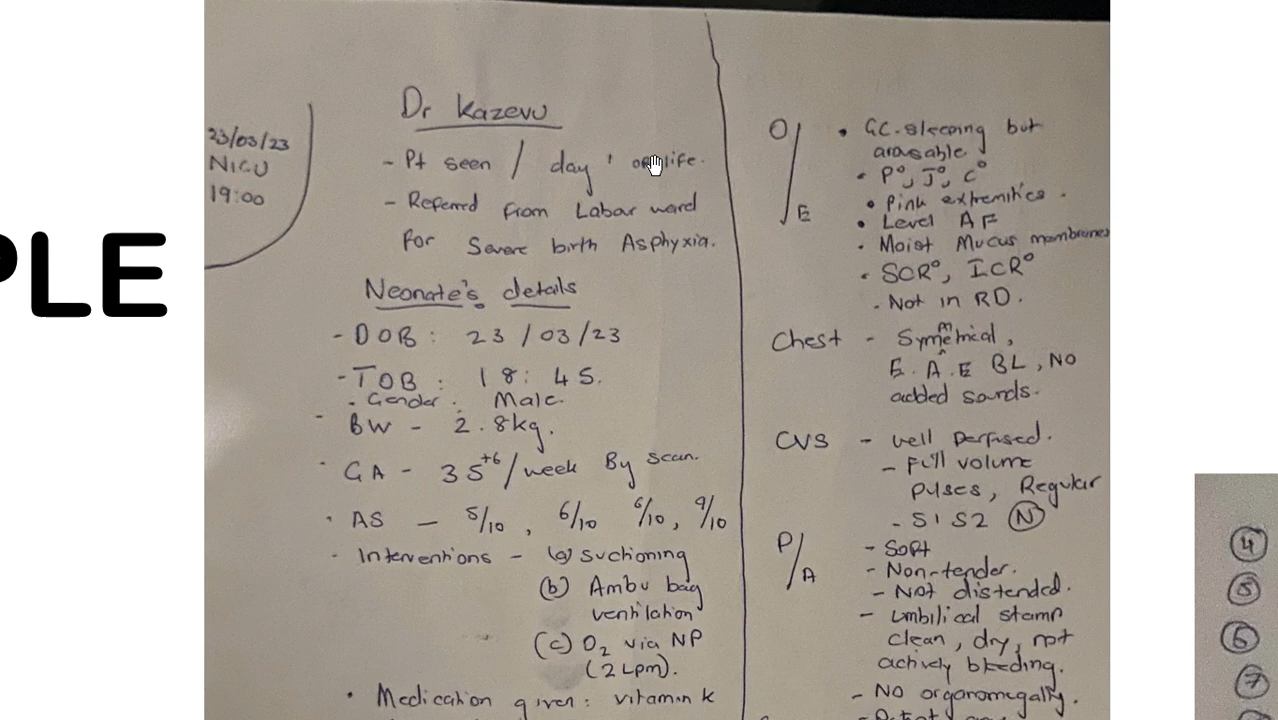 PLE
23/03/23
NICU
19:00
Dr Kazevu
- Pt seen / day 1 of life.
- Referred from Labar ward
for Severe birth Asphyxia.
Neonate's details
- DOB : 23 / 03 / 23
- TOB : 18 : 45.
- Gender : Male.
- BW - 2.8kg.
- GA - 35+6/week By scan.
- AS - 5/10 , 6/10 6/10, 9/10
- Interventions - (a) suctioning
(b) Ambu bag
ventilation
(c) O2 via NP
(2Lpm).
• Medication given: vitamin k
O/E
• GC. sleeping but
arousable
• P°, J°, C°
• Pink extremities .
• Level AF
• Moist Mucus membranes
• SCR°, ICR°
- Not in RD.
Chest - Symmetrical,
E.A.E BL, NO
added sounds.
CVS - well perfused.
- Full volume
pulses, Regular
- S1 S2 N
P/A
- Soft
- Non-tender.
- Not distended.
- Umbilical stamp
clean, dry, not
actively bleeding.
- NO organomegally.
4
5
6
7